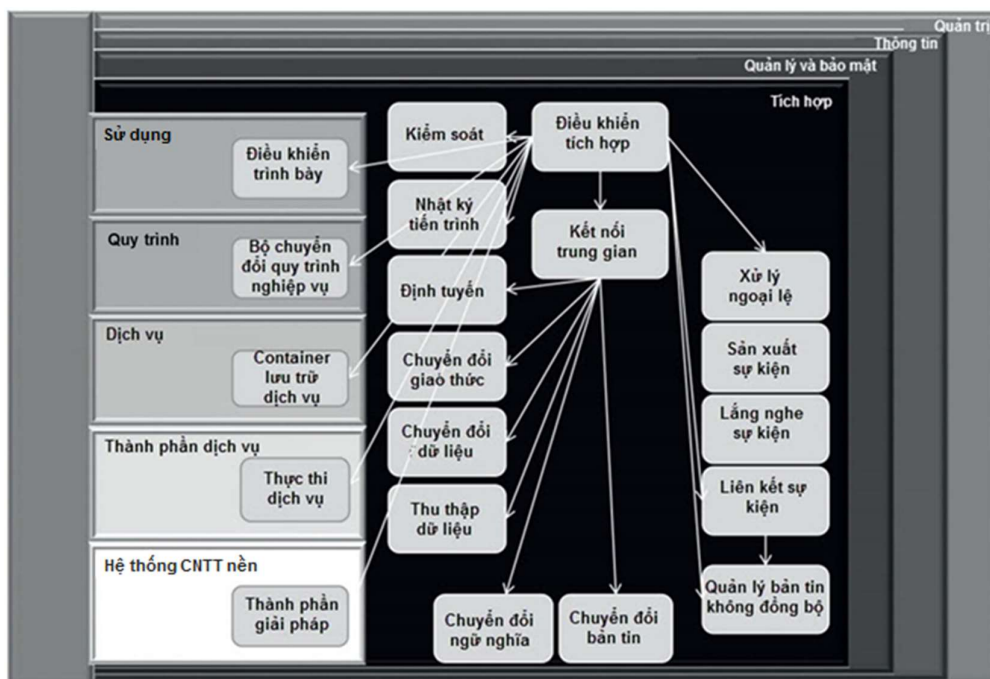 Quản trị
Thông tin
Quản lý và bảo mật
Tích hợp
Sử dụng
Điều khiển
trình bày
Quy trình
Bộ chuyển
đổi quy trình
nghiệp vụ
Dịch vụ
Container
lưu trữ
dịch vụ
Thành phần dịch vụ
Thực thi
dịch vụ
Hệ thống CNTT nền
Thành phần
giải pháp
Kiểm soát
Nhật ký
tiến trình
Định tuyến
Chuyển đổi
giao thức
Chuyển đổi
dữ liệu
Thu thập
dữ liệu
Chuyển đổi
ngữ nghĩa
Điều khiển
tích hợp
Kết nối
trung gian
Chuyển đổi
bản tin
Xử lý
ngoại lệ
Sản xuất
sự kiện
Lắng nghe
sự kiện
Liên kết sự
kiện
Quản lý bản tin
không đồng bộ